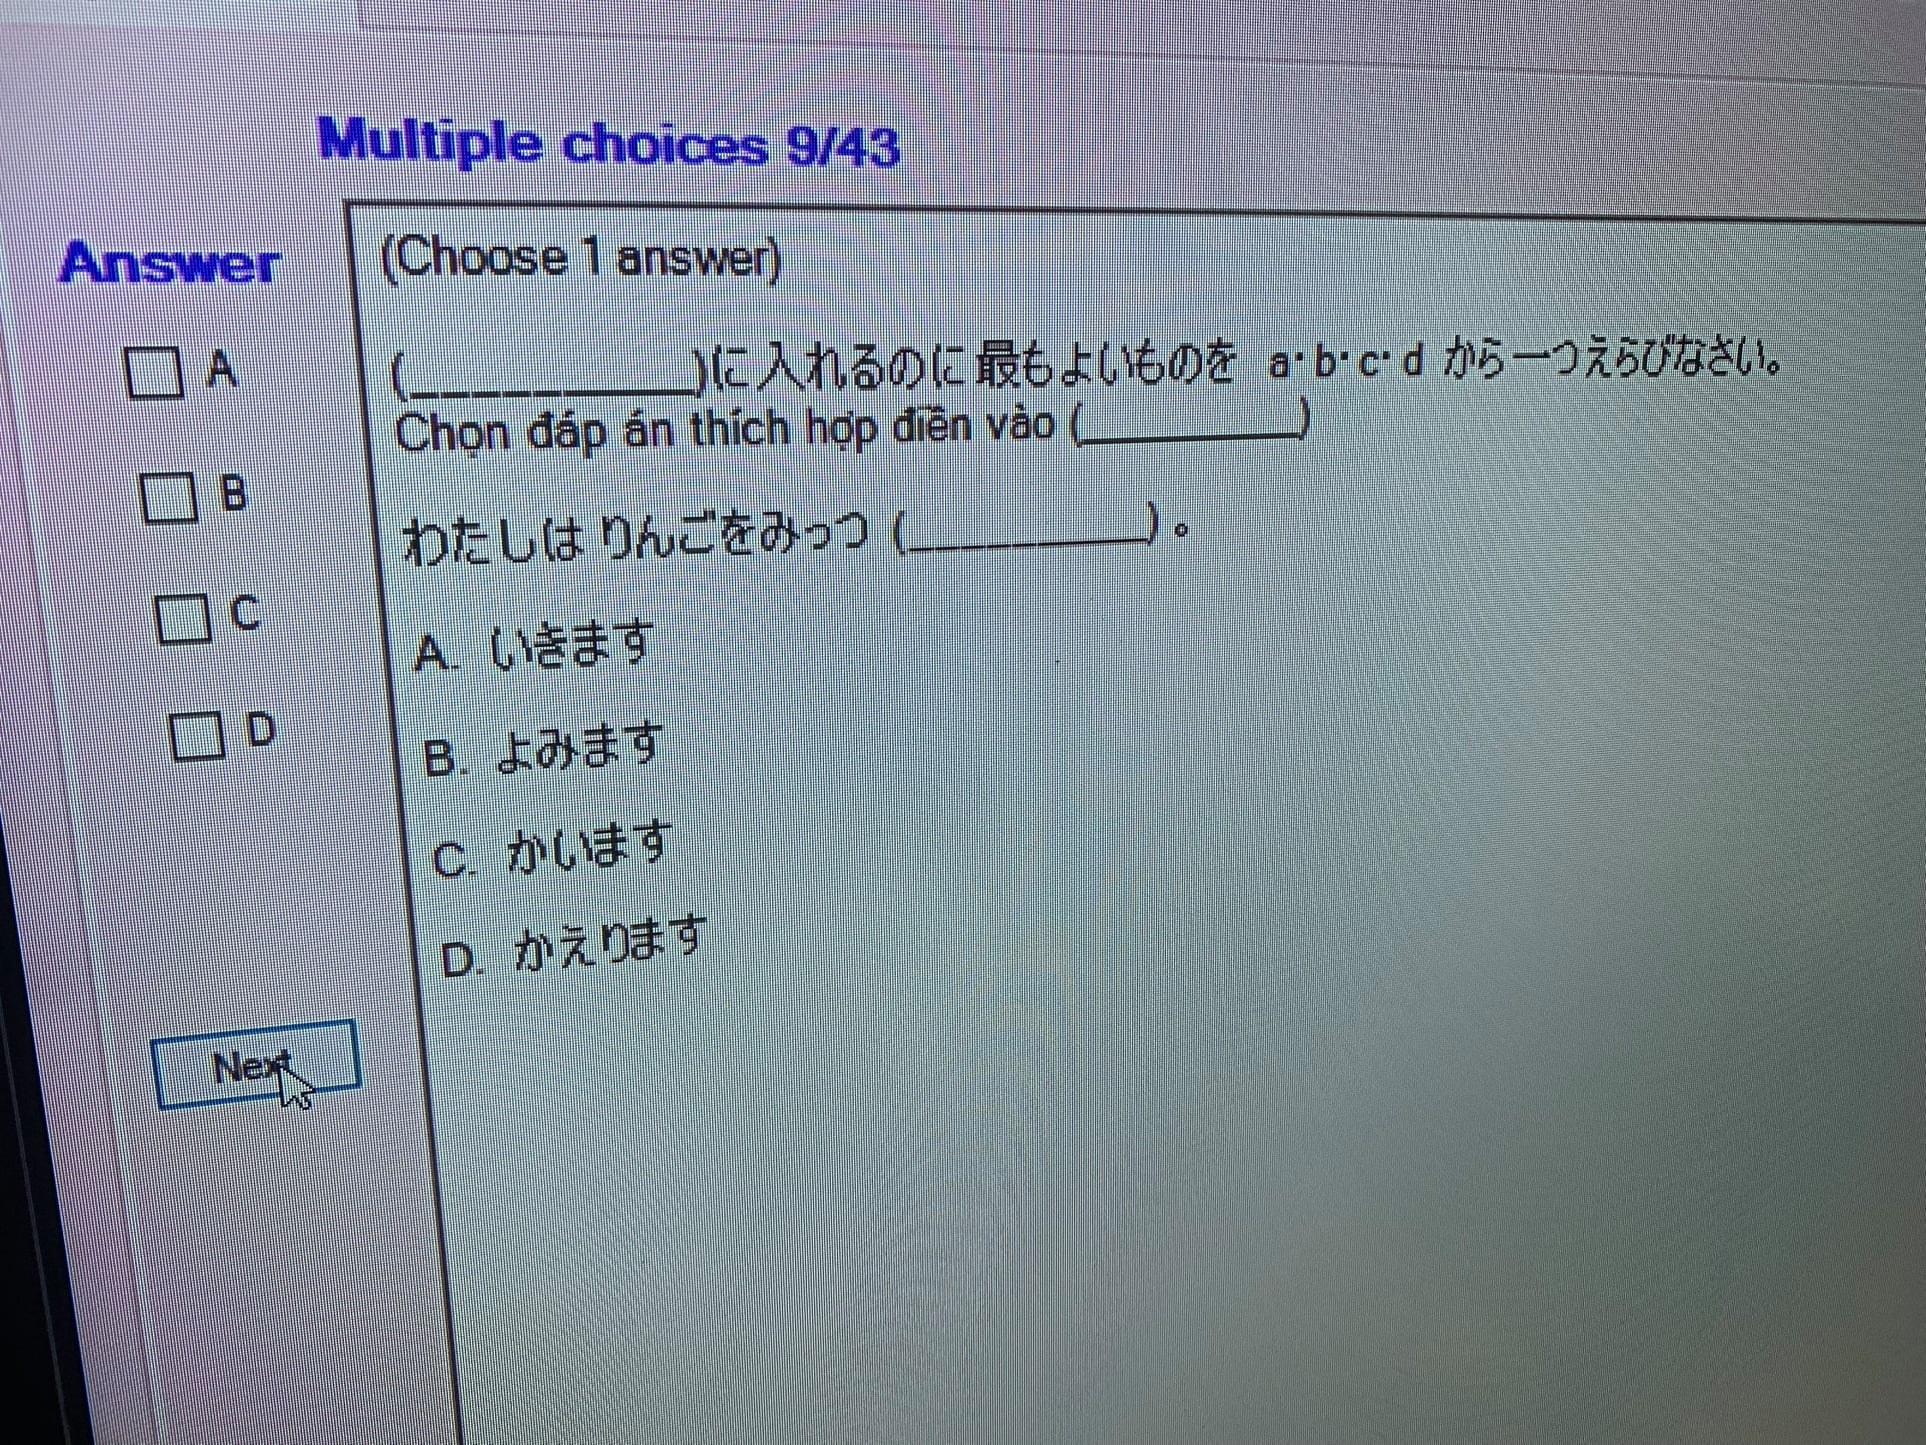 Multiple choices 9/43
Answer
(Choose 1 answer)
A
B
C
D
(__________)に入れるのに最もよいものを a・b・c・d から一つえらびなさい。
Chọn đáp án thích hợp điền vào (________)
わたしは りんごをみっつ (_________)。
A. いきます
B. よみます
C. かいます
D. かえります
Next